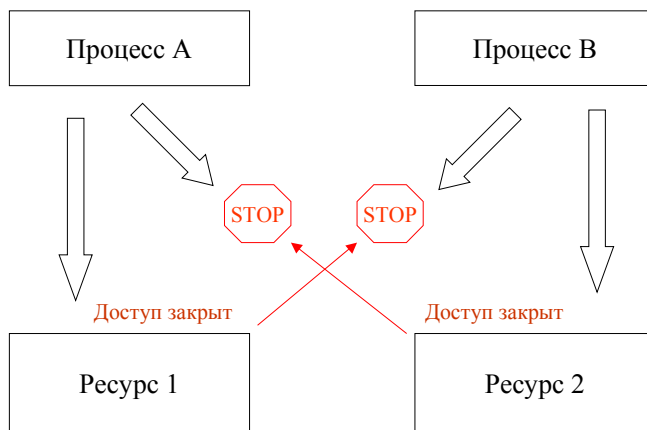 Процесс А
Процесс В
STOP
STOP
Доступ закрыт
Доступ закрыт
Ресурс 1
Ресурс 2